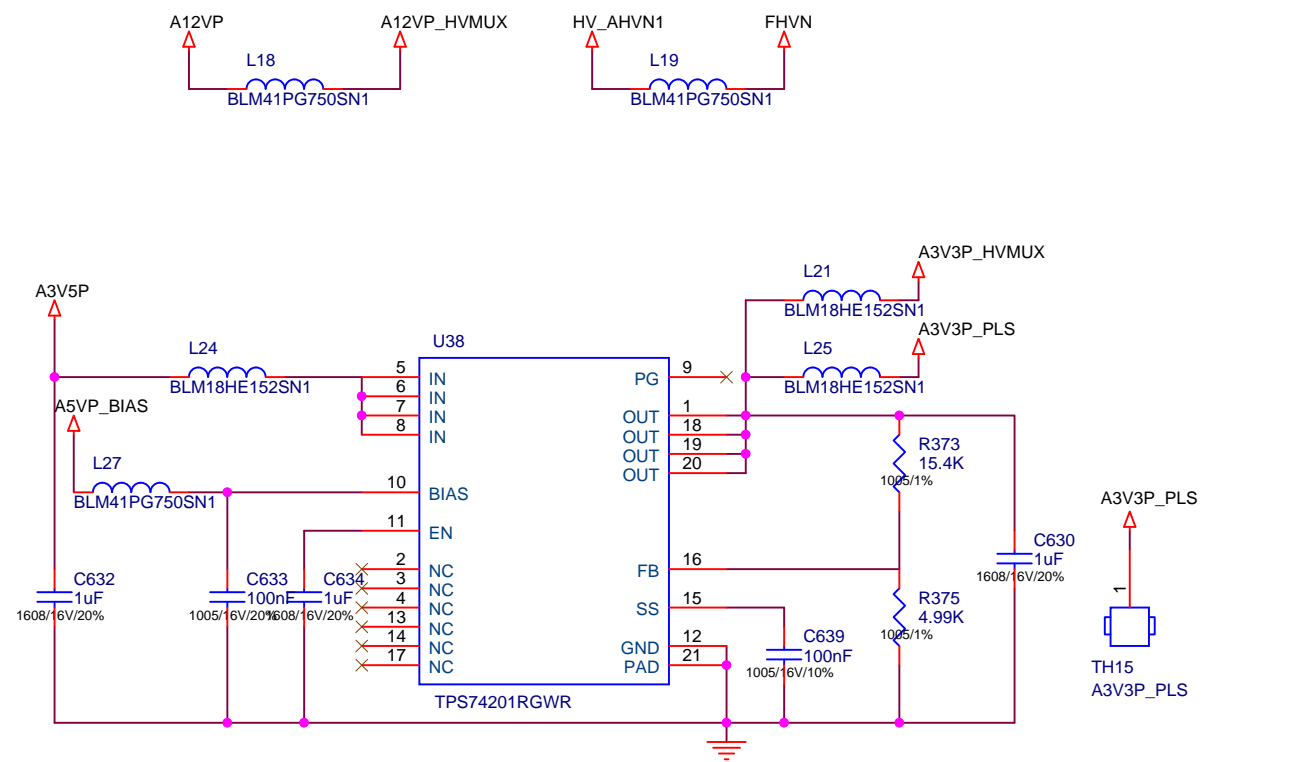 A12VP
A12VP_HVMUX
HV_AHVN1
FHVN
L18
BLM41PG750SN1
L19
BLM41PG750SN1
A3V3P_HVMUX
L21
BLM18HE152SN1
A3V5P
A3V3P_PLS
U38
L24
BLM18HE152SN1
L25
BLM18HE152SN1
5
IN
6
IN
7
IN
8
IN
9
PG
1
OUT
18
OUT
19
OUT
20
OUT
A5VP_BIAS
L27
BLM41PG750SN1
10
BIAS
11
EN
R373
15.4K
1005/1%
2
NC
3
NC
4
NC
13
NC
14
NC
17
NC
16
FB
15
SS
12
GND
21
PAD
C632
1uF
1608/16V/20%
C633
100nF
1005/16V/20%
C634
1uF
1608/16V/20%
R375
4.99K
1005/1%
C639
100nF
1005/16V/10%
C630
1uF
1608/16V/20%
TPS74201RGWR
A3V3P_PLS
1
TH15
A3V3P_PLS